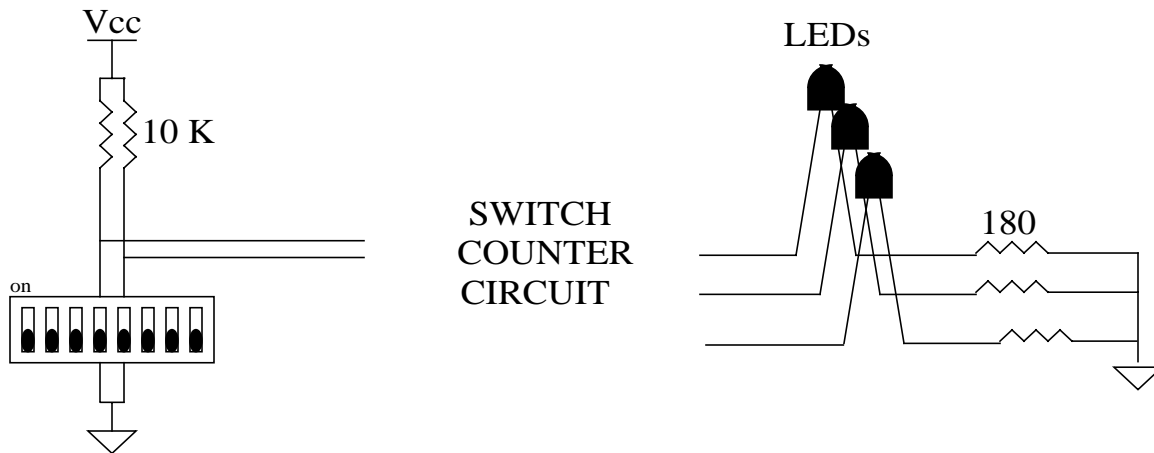 Vcc
LEDs
10 K
SWITCH
COUNTER
CIRCUIT
180
on